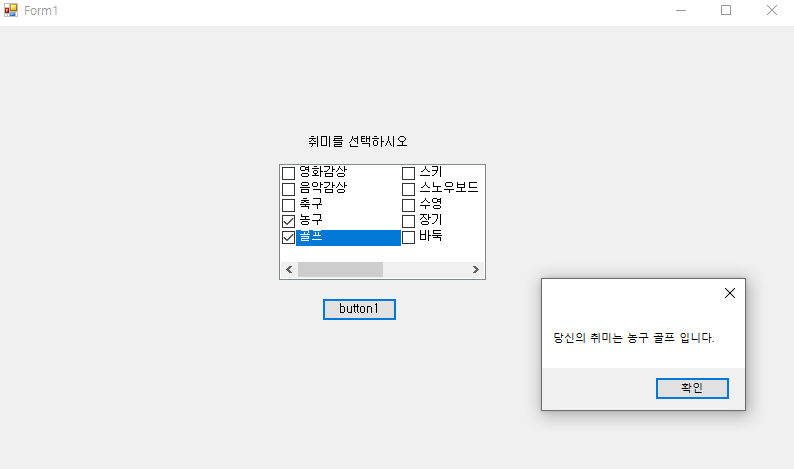 Form1
취미를 선택하시오
영화감상
음악감상
축구
농구
골프
스키
스노우보드
수영
장기
바둑
button1
당신의 취미는 농구 골프 입니다.
확인